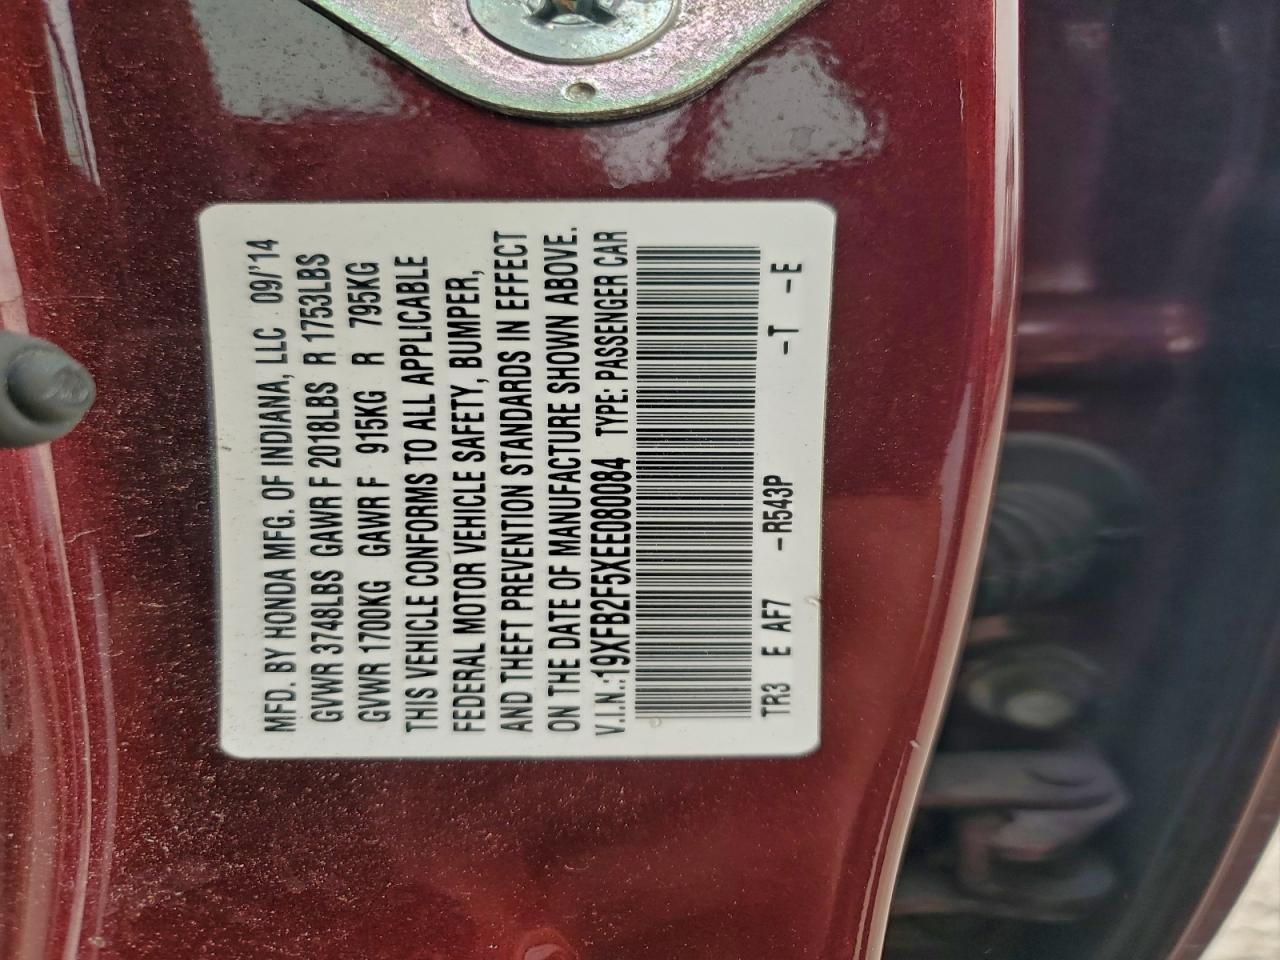 MFD. BY HONDA MFG. OF INDIANA, LLC 09/'14
GVWR 3748LBS GAWR F 2018LBS R 1753LBS
GVWR 1700KG GAWR F 915KG R 795KG
THIS VEHICLE CONFORMS TO ALL APPLICABLE
FEDERAL MOTOR VEHICLE SAFETY, BUMPER,
AND THEFT PREVENTION STANDARDS IN EFFECT
ON THE DATE OF MANUFACTURE SHOWN ABOVE.
V.I.N.:19XFB2F5XEE080084 TYPE: PASSENGER CAR
TR3 E AF7 -R543P -T -E